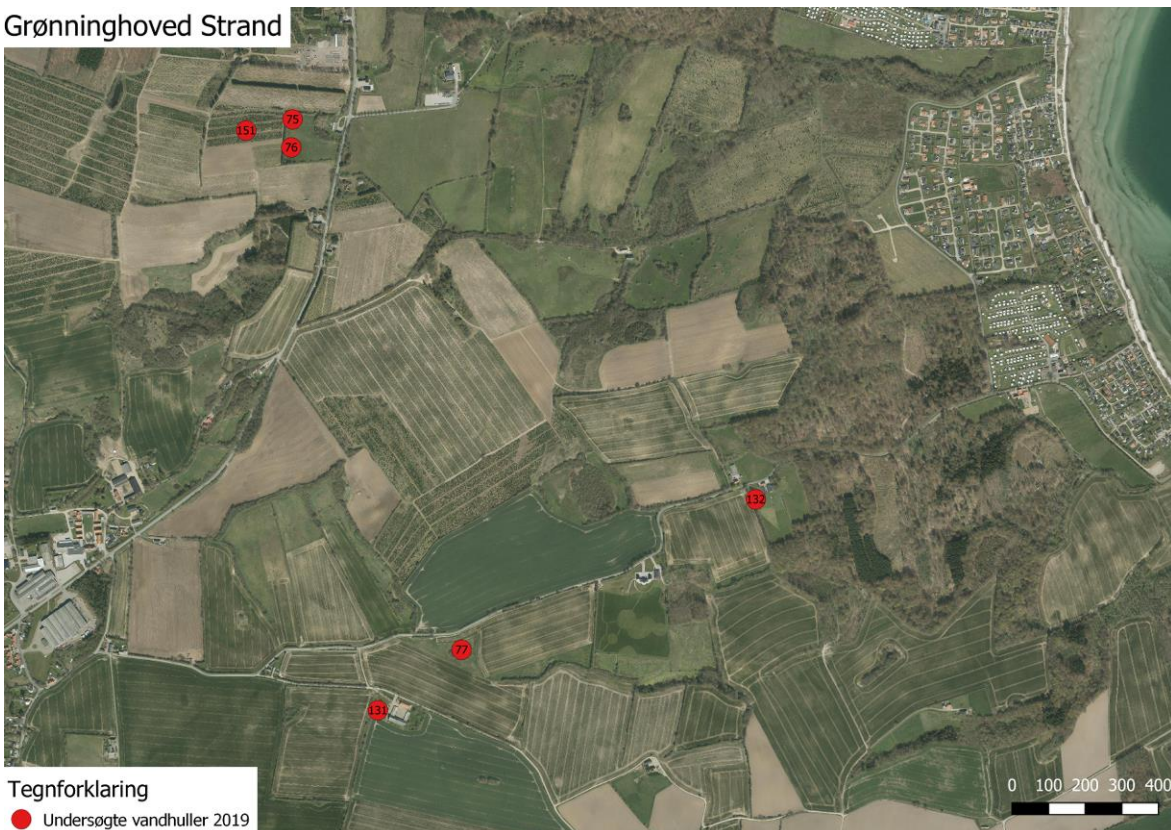 Grønninghoved Strand
75
151
76
132
77
131
Tegnforklaring
Undersøgte vandhuller 2019
0 100 200 300 400